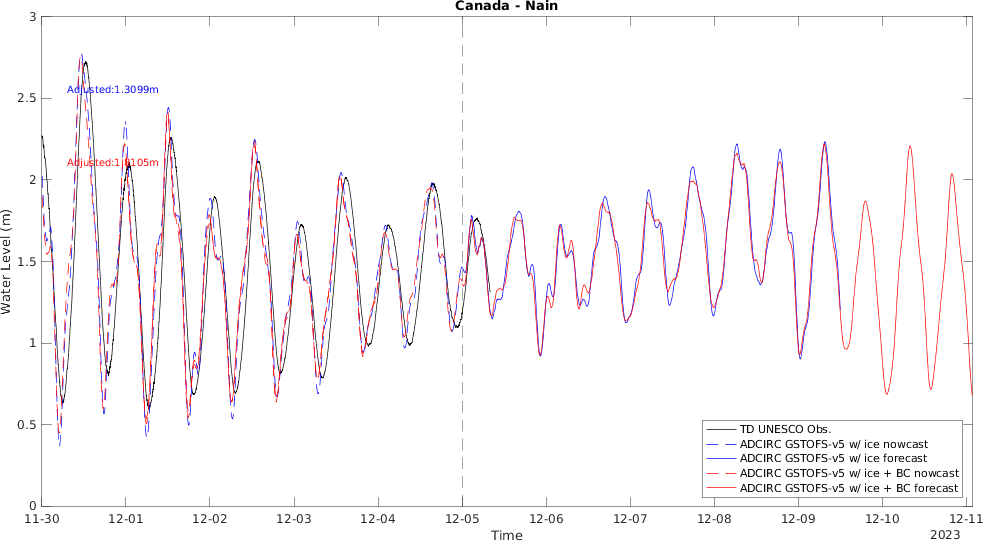 Canada - Nain
3
2.5
2
1.5
1
0.5
0
Water Level (m)
Adjusted:1.3099m
Adjusted:1.3105m
TD UNESCO Obs.
ADCIRC GSTOFS-v5 w/ ice nowcast
ADCIRC GSTOFS-v5 w/ ice forecast
ADCIRC GSTOFS-v5 w/ ice + BC nowcast
ADCIRC GSTOFS-v5 w/ ice + BC forecast
11-30 12-01 12-02 12-03 12-04 12-05 12-06 12-07 12-08 12-09 12-10 12-11
Time
2023